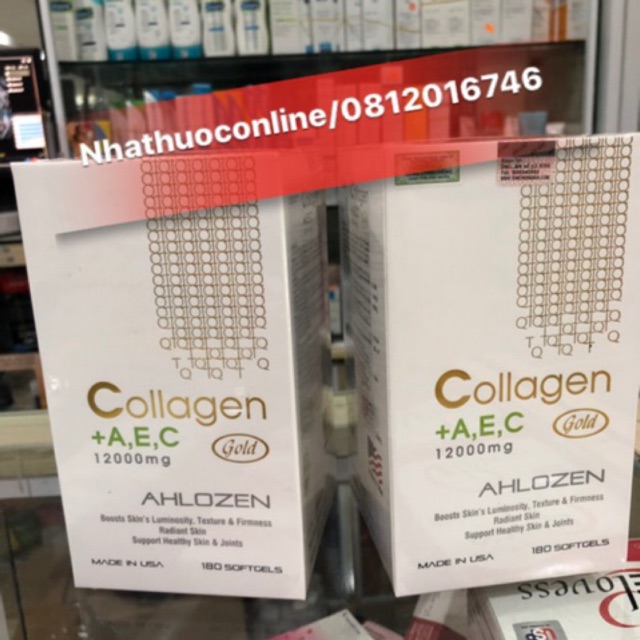 Nhathuoconline/0812016746
Collagen
+A,E,C
12000mg
Gold
AHLOZEN
Boosts Skin's Luminosity, Texture & Firmness
Radiant Skin
Support Healthy Skin & Joints
MADE IN USA 180 SOFTGELS
Collagen
+A,E,C
12000mg
Gold
AHLOZEN
Boosts Skin's Luminosity, Texture & Firmness
Radiant Skin
Support Healthy Skin & Joints
MADE IN USA 180 SOFTGELS